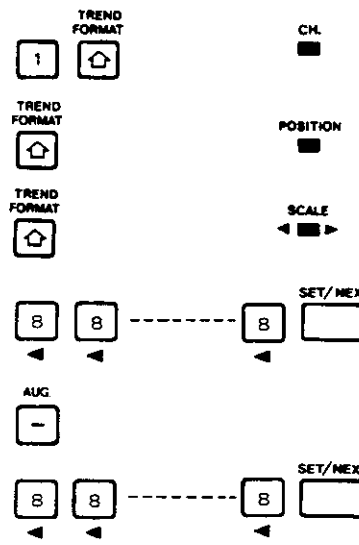 TREND
FORMAT
CH.
1
TREND
FORMAT
POSITION
TREND
FORMAT
SCALE
SET/NEX
8 8 8
AUG.
-
SET/NEX
8 8 8